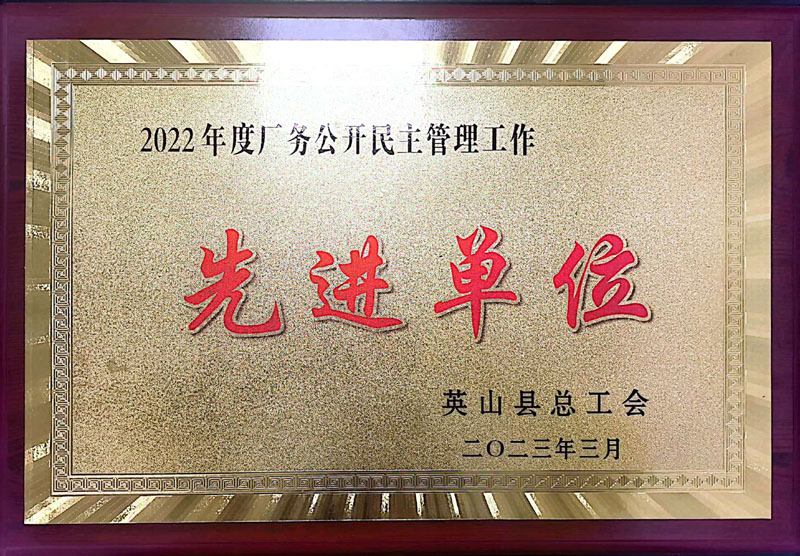 2022年度厂务公开民主管理工作
先进单位
英山县总工会
二〇二三年三月